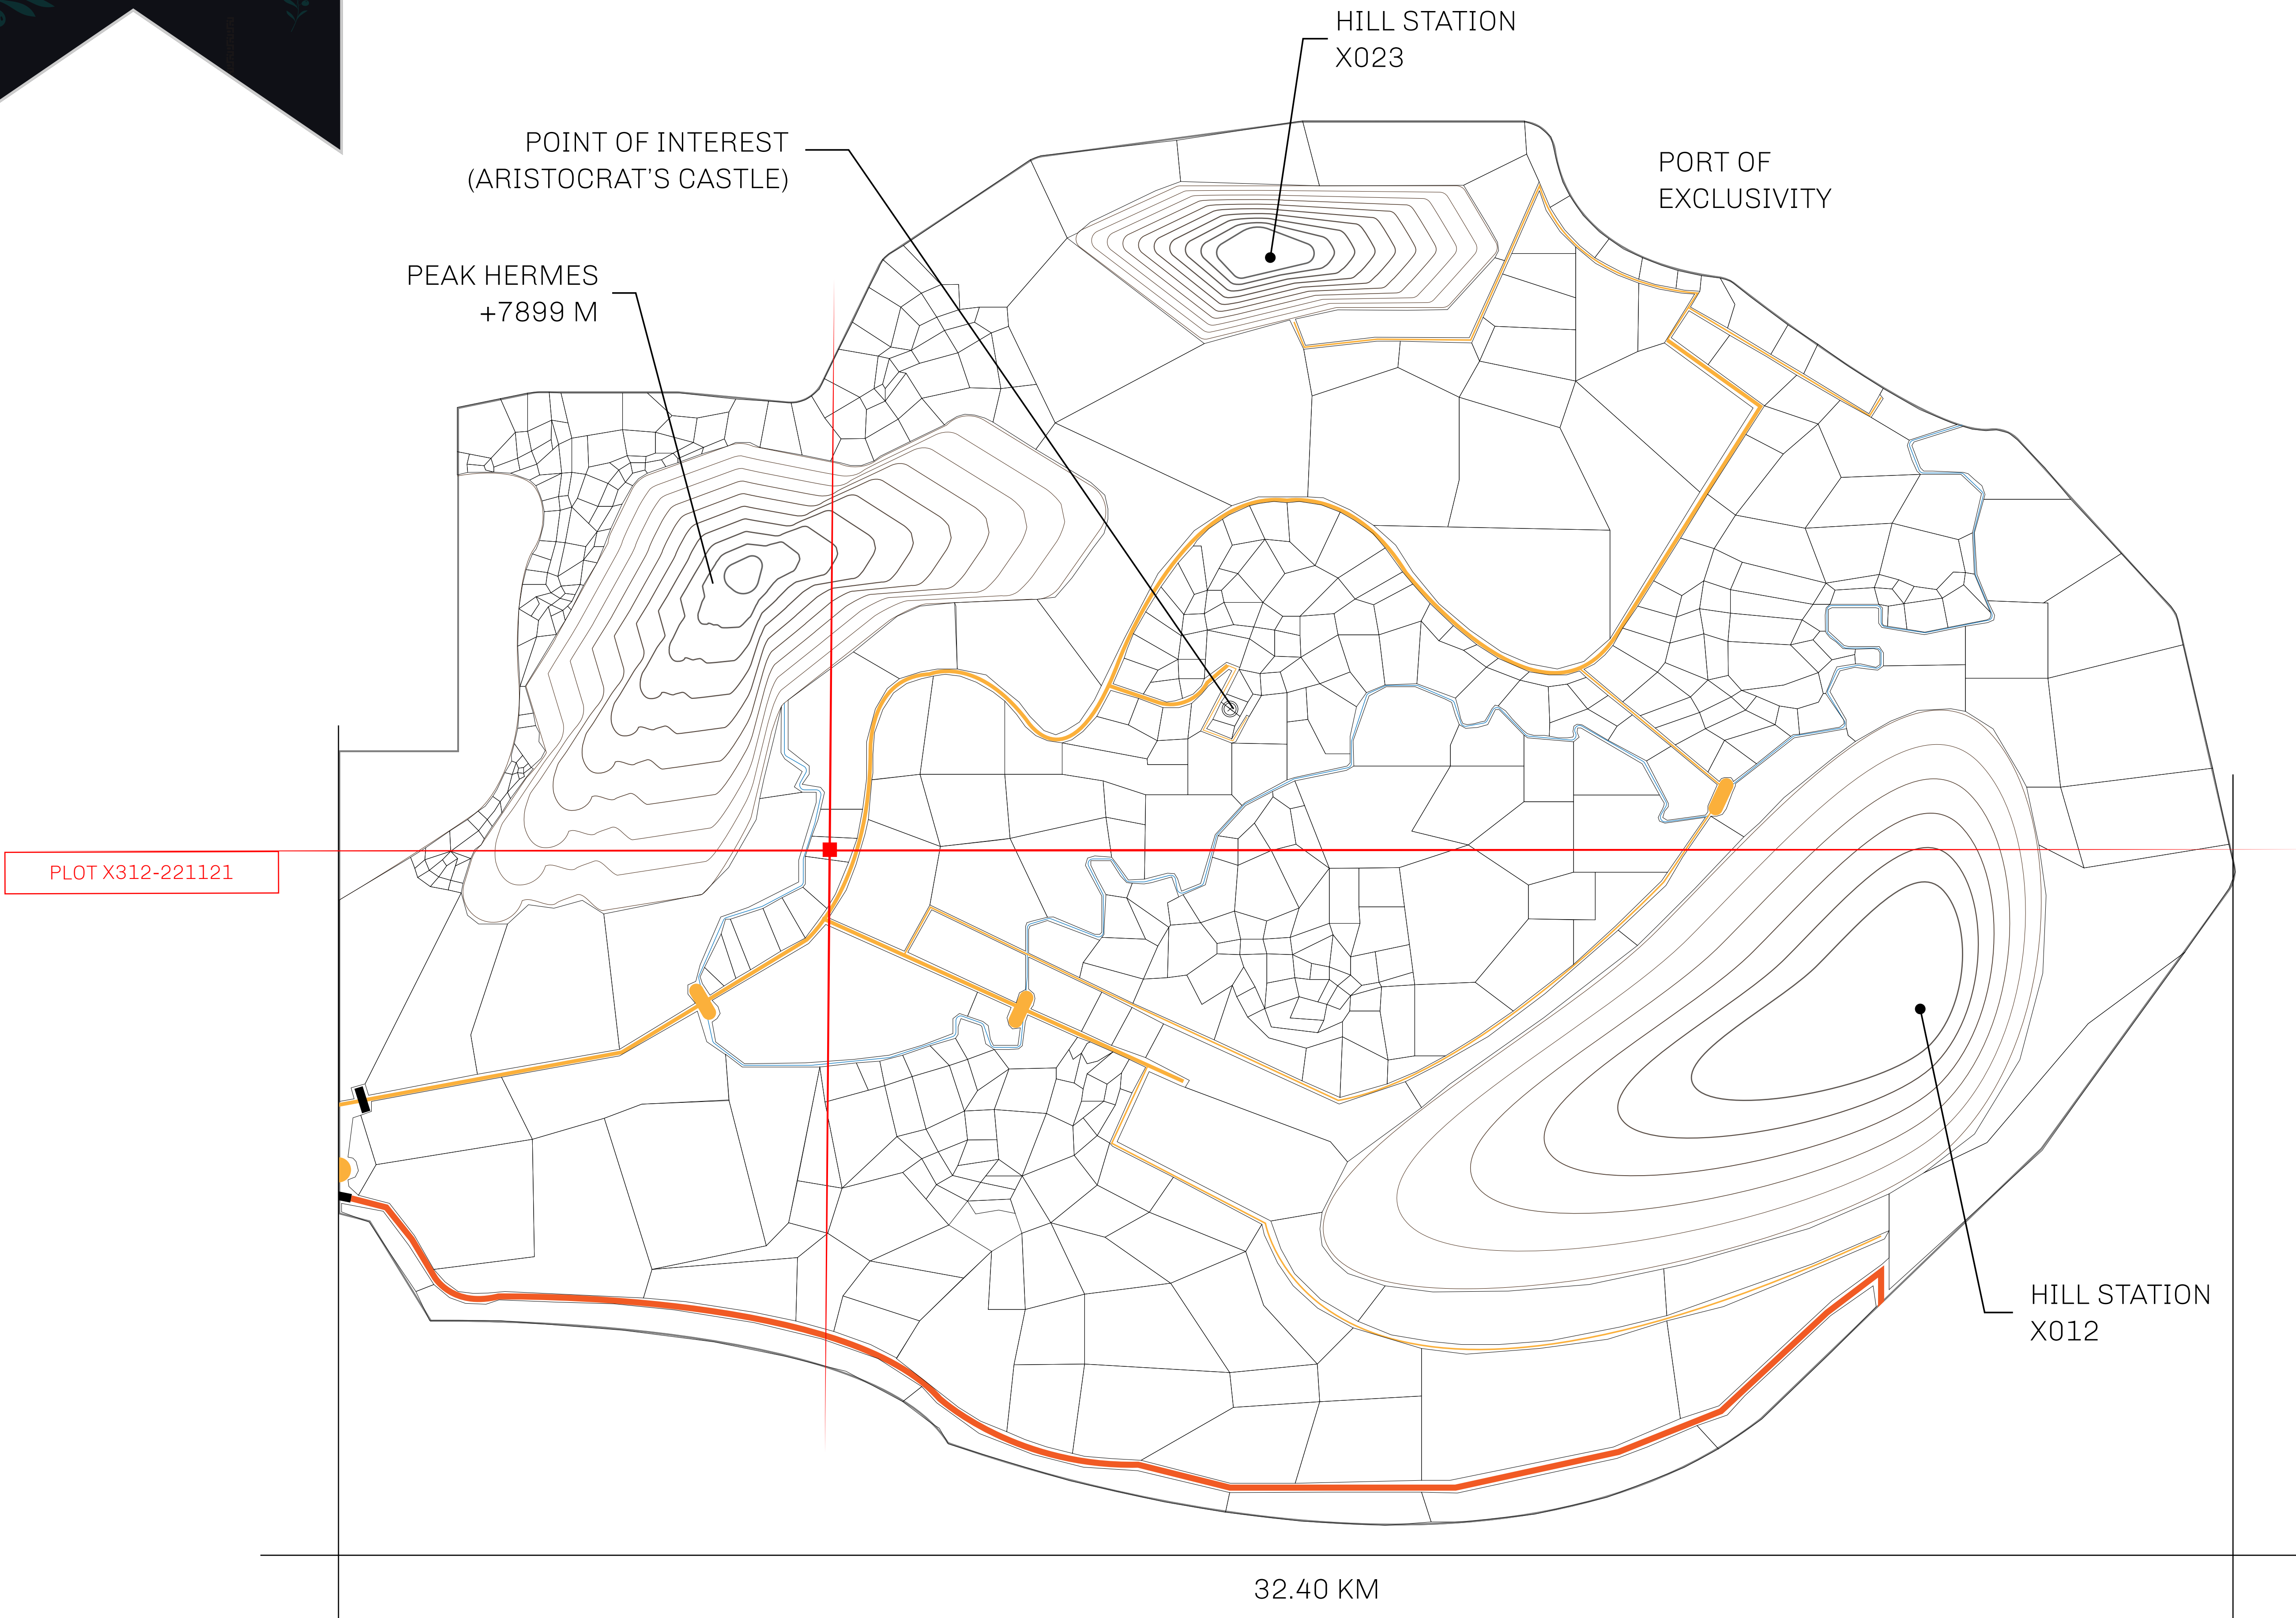 HILL STATION
X023
POINT OF INTEREST
(ARISTOCRAT'S CASTLE)
PORT OF
EXCLUSIVITY
PEAK HERMES
+7899 M
PLOT X312-221121
HILL STATION
X012
32.40 KM